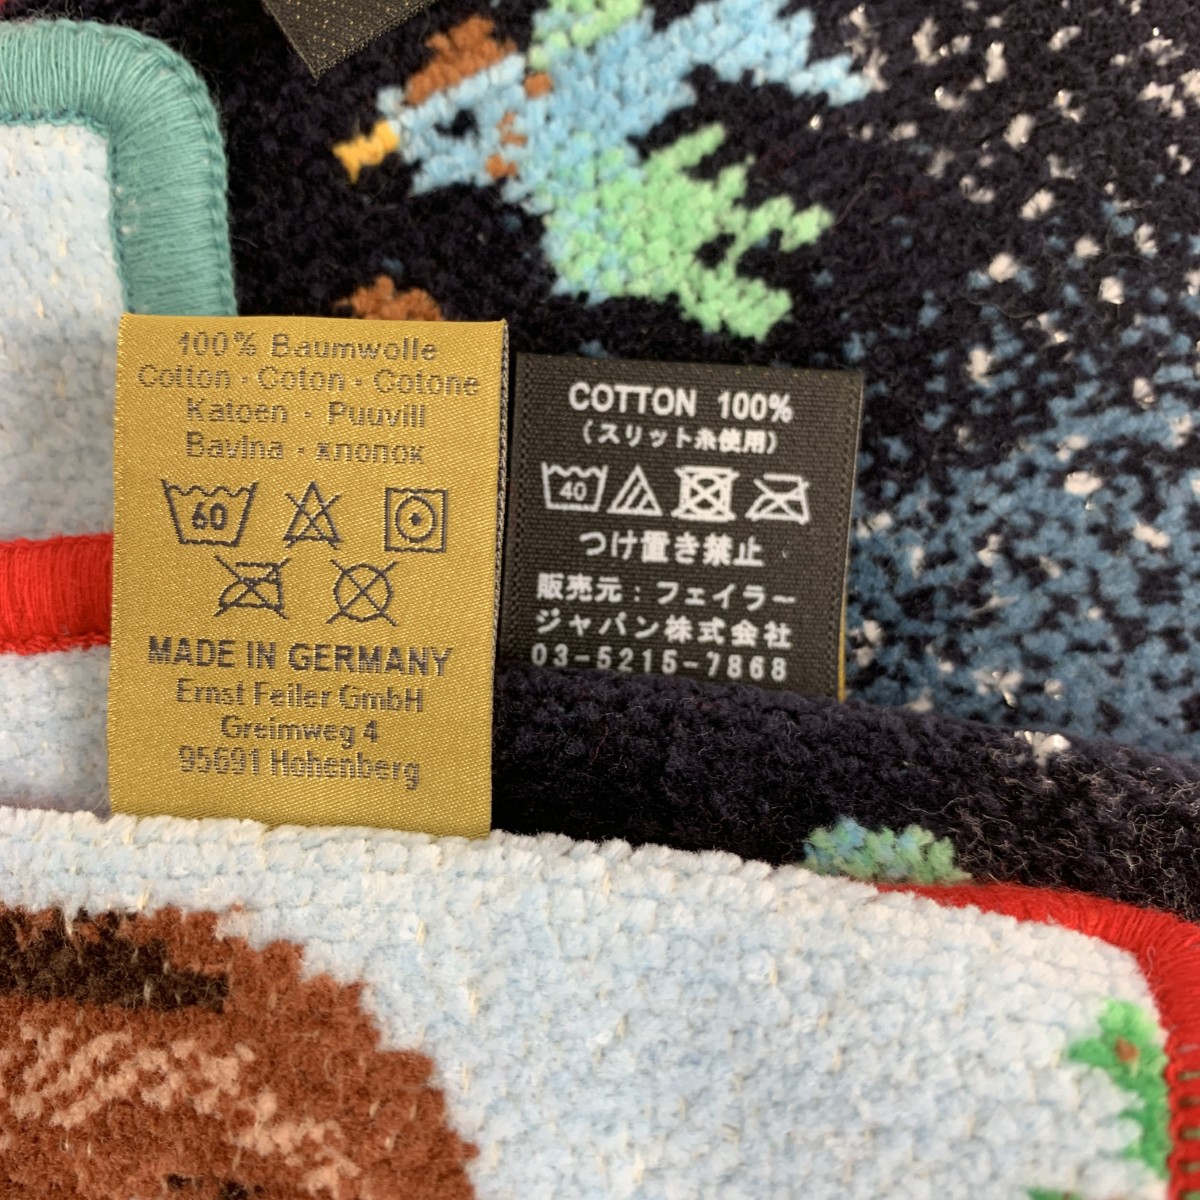 100% Baumwolle
Cotton · Coton · Cotone
Katoen · Puuvill
Bavlna · хлопок
60
MADE IN GERMANY
Ernst Feiler GmbH
Greimweg 4
95691 Hohenberg
COTTON 100%
(スリット糸使用)
40
つけ置き禁止
販売元:フェイラー
ジャパン株式会社
03-5215-7868